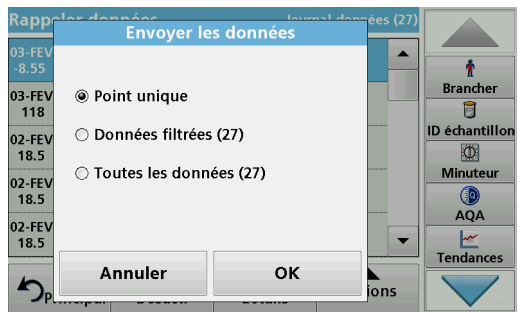 Rappeler données
Journal données (27)
Envoyer les données
03-FEV
-8.55
03-FEV
118
02-FEV
18.5
02-FEV
18.5
02-FEV
18.5
Point unique
Données filtrées (27)
Toutes les données (27)
Annuler
OK
Brancher
ID échantillon
Minuteur
AQA
Tendances